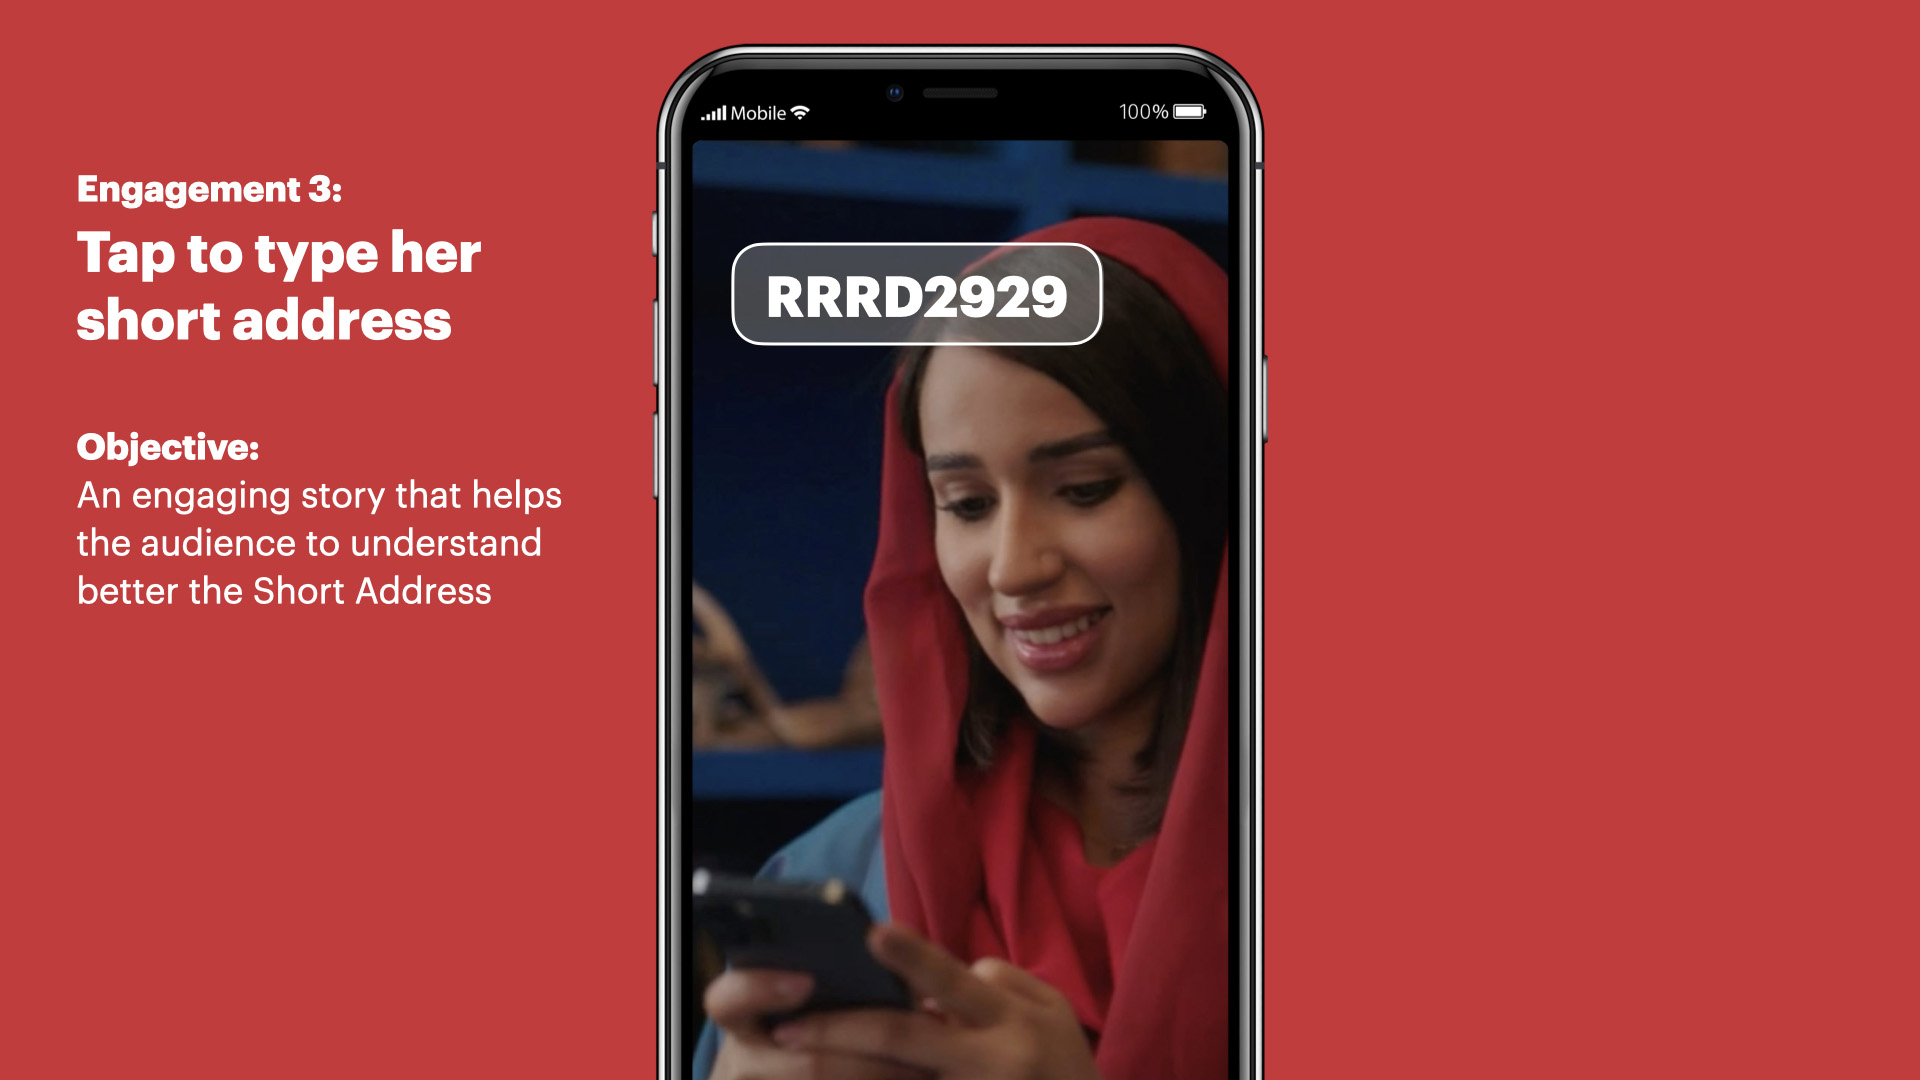 Engagement 3:
Tap to type her
short address
Objective:
An engaging story that helps
the audience to understand
better the Short Address
Mobile
100%
RRRD2929